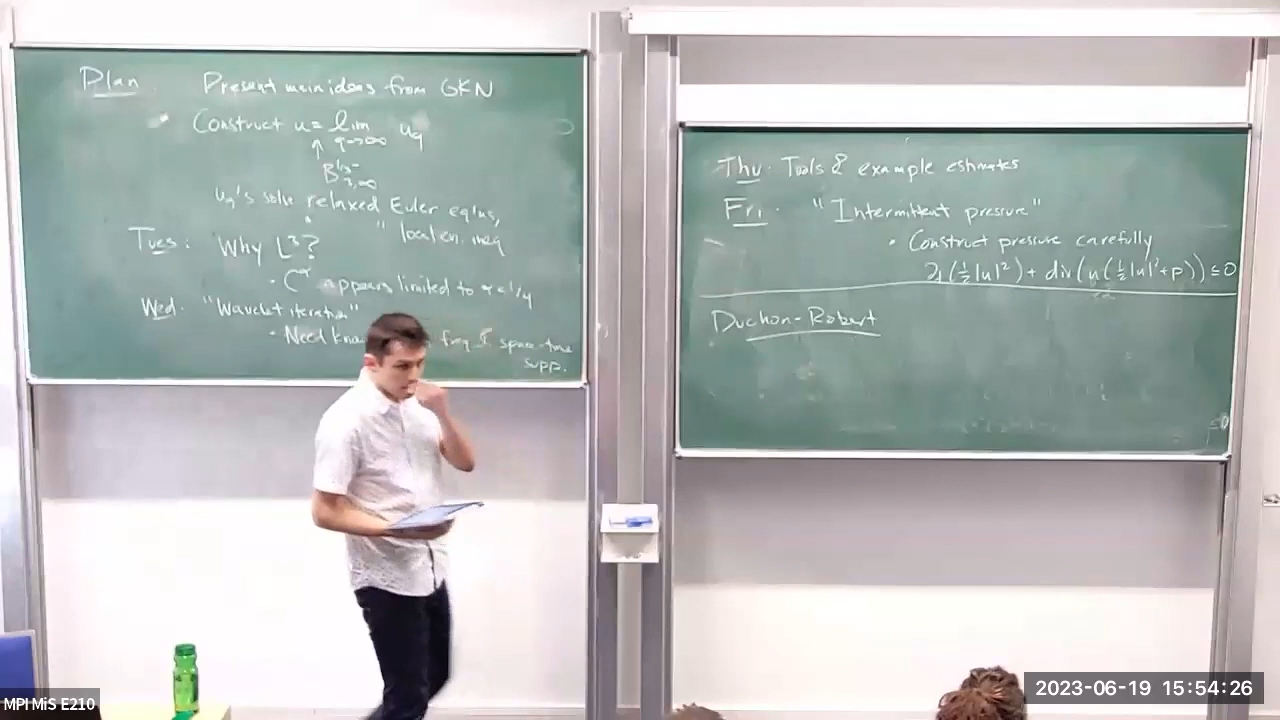 Plan: Present main ideas from GKN
• Construct u = lim u_q
q→∞
↑
B^{1/3-}_{3,∞}
u_q's solve relaxed Euler eq'ns,
" local en. ineq
Tues: Why L³?
• C^α appears limited to α<1/4
Wed: "Wavelet iteration"
• Need freq. & space-time
supp.
Thu: Tools & example estimates
Fri: "Intermittent pressure"
• Construct pressure carefully
∂_t(½|u|²) + div(u(½|u|²+p)) ≤ 0
Duchon-Robert
MPI MiS E210
2023-06-19 15:54:26